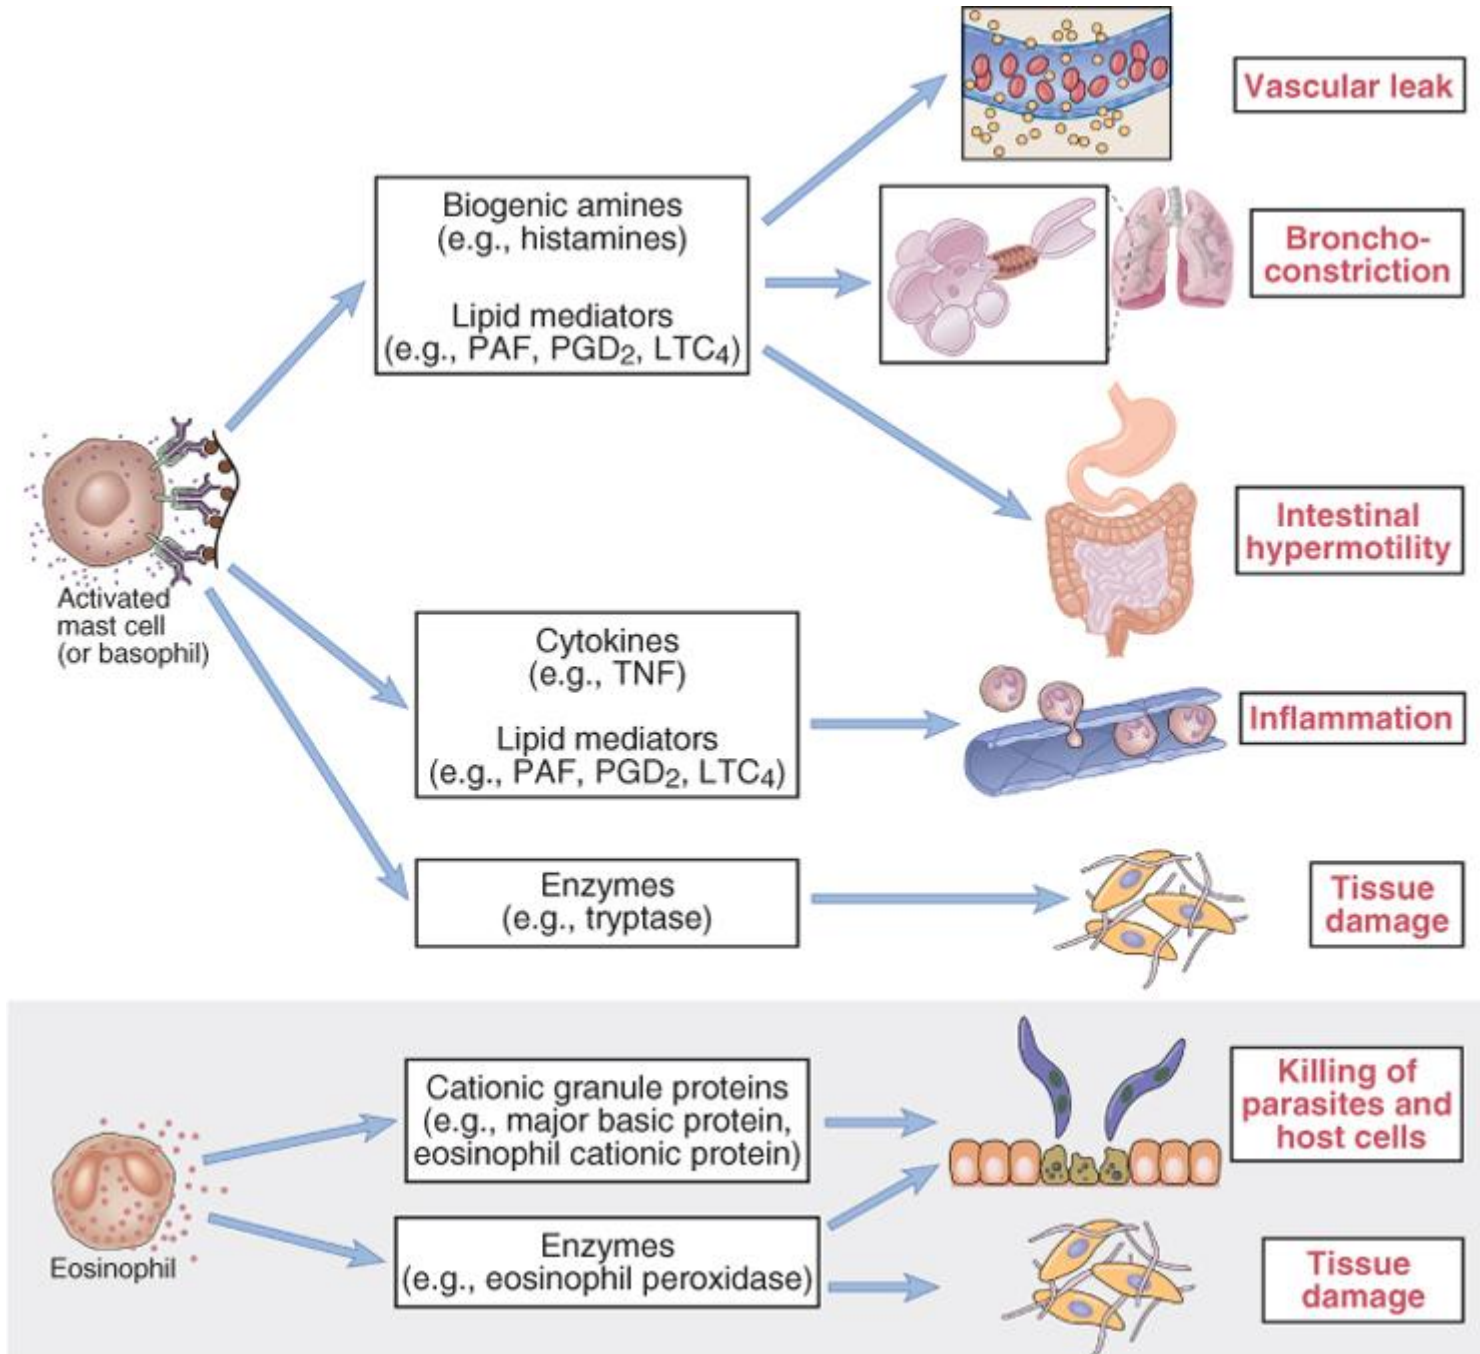 Vascular leak
Biogenic amines
(e.g., histamines)
Lipid mediators
(e.g., PAF, PGD₂, LTC₄)
Broncho-
constriction
Intestinal
hypermotility
Activated
mast cell
(or basophil)
Cytokines
(e.g., TNF)
Lipid mediators
(e.g., PAF, PGD₂, LTC₄)
Inflammation
Enzymes
(e.g., tryptase)
Tissue
damage
Eosinophil
Cationic granule proteins
(e.g., major basic protein,
eosinophil cationic protein)
Killing of
parasites and
host cells
Enzymes
(e.g., eosinophil peroxidase)
Tissue
damage